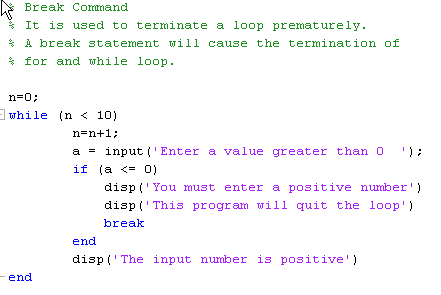 % Break Command
% It is used to terminate a loop prematurely.
% A break statement will cause the termination of
% for and while loop.
n=0;
while (n < 10)
n=n+1;
a = input('Enter a value greater than 0  ');
if (a <= 0)
disp('You must enter a positive number')
disp('This program will quit the loop')
break
end
disp('The input number is positive')
end